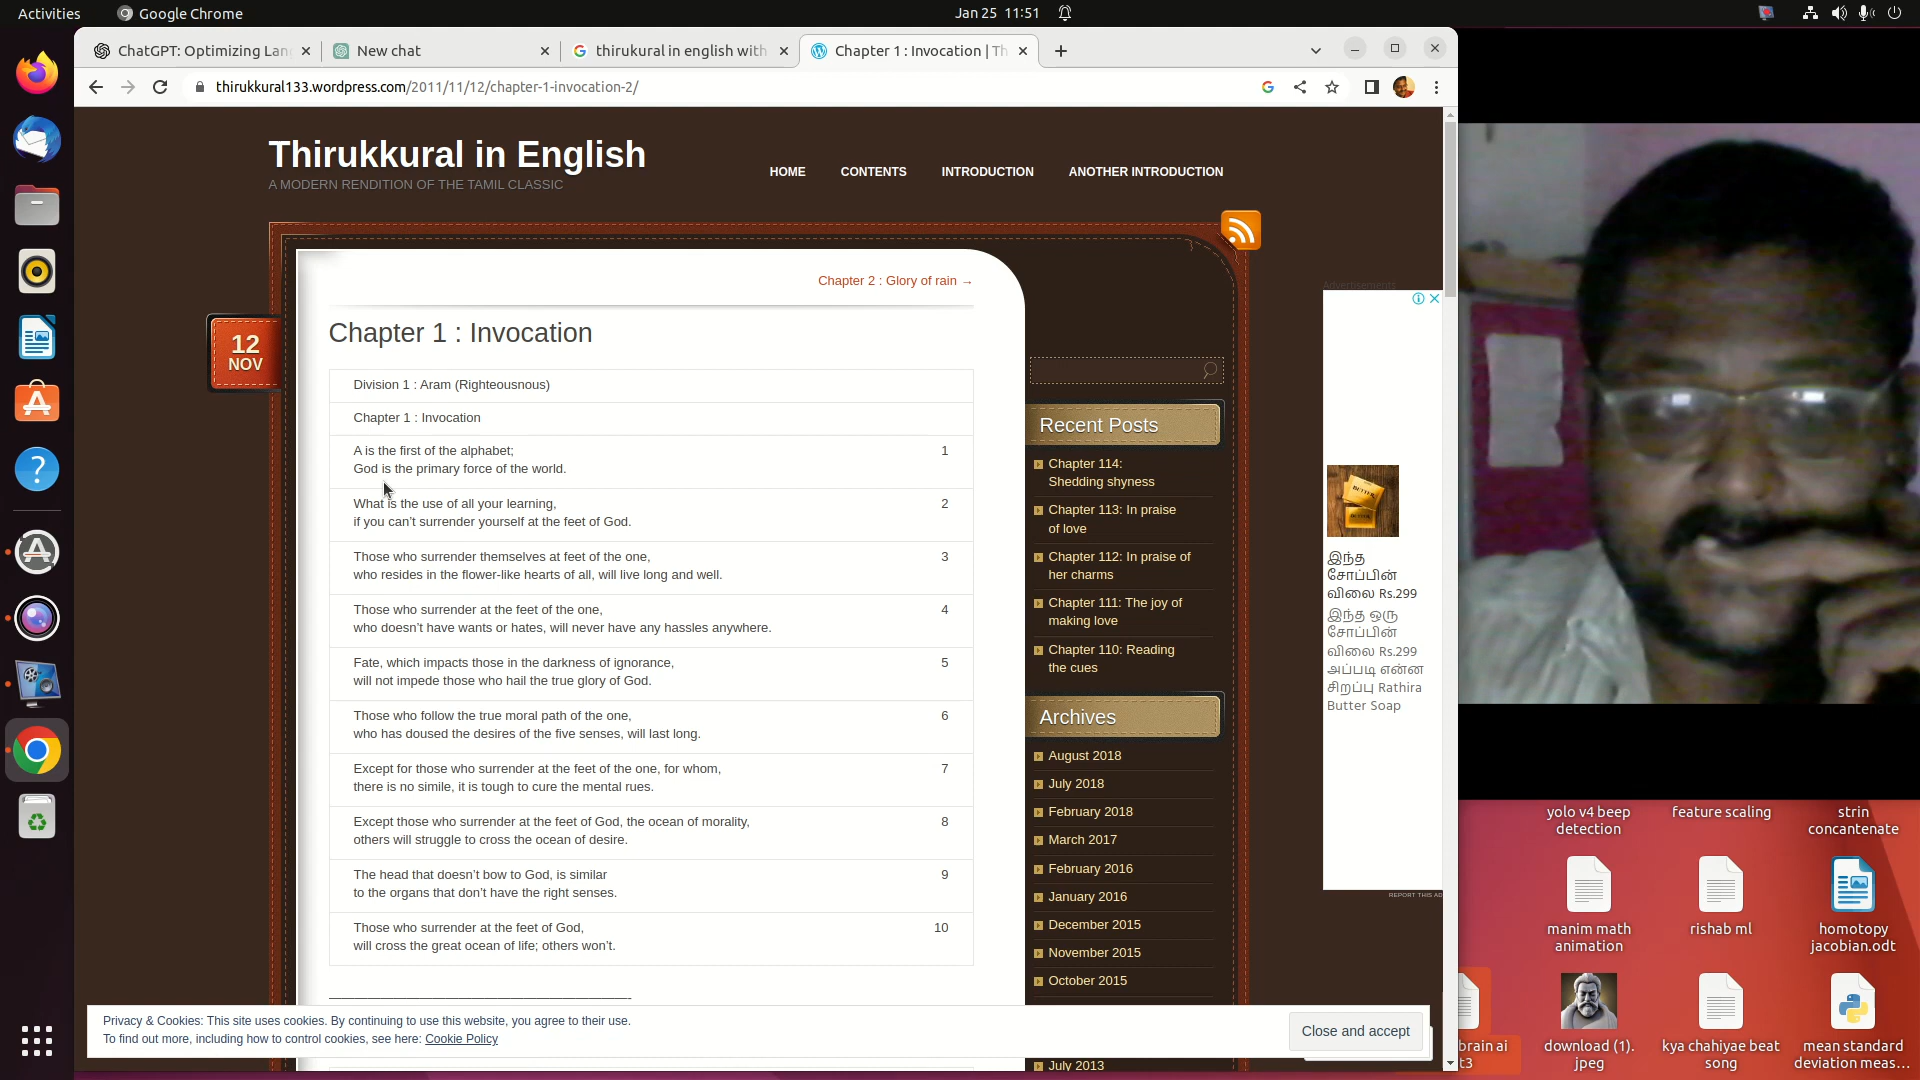 Activities
Google Chrome
Jan 25 11:51
ChatGPT: Optimizing Lan
New chat
thirukural in english with
Chapter 1 : Invocation | Th
thirukkural133.wordpress.com/2011/11/12/chapter-1-invocation-2/
Thirukkural in English
A MODERN RENDITION OF THE TAMIL CLASSIC
HOME
CONTENTS
INTRODUCTION
ANOTHER INTRODUCTION
Chapter 2 : Glory of rain →
12
NOV
Chapter 1 : Invocation
Division 1 : Aram (Righteousnous)
Chapter 1 : Invocation
A is the first of the alphabet; 1
God is the primary force of the world.
What is the use of all your learning, 2
if you can’t surrender yourself at the feet of God.
Those who surrender themselves at feet of the one, 3
who resides in the flower-like hearts of all, will live long and well.
Those who surrender at the feet of the one, 4
who doesn’t have wants or hates, will never have any hassles anywhere.
Fate, which impacts those in the darkness of ignorance, 5
will not impede those who hail the true glory of God.
Those who follow the true moral path of the one, 6
who has doused the desires of the five senses, will last long.
Except for those who surrender at the feet of the one, for whom, 7
there is no simile, it is tough to cure the mental rues.
Except those who surrender at the feet of God, the ocean of morality, 8
others will struggle to cross the ocean of desire.
The head that doesn’t bow to God, is similar 9
to the organs that don’t have the right senses.
Those who surrender at the feet of God, 10
will cross the great ocean of life; others won’t.
Recent Posts
Chapter 114:
Shedding shyness
Chapter 113: In praise
of love
Chapter 112: In praise of
her charms
Chapter 111: The joy of
making love
Chapter 110: Reading
the cues
Archives
August 2018
July 2018
February 2018
March 2017
February 2016
January 2016
December 2015
November 2015
October 2015
July 2013
Advertisements
BUTTER
இந்த
சோப்பின்
விலை Rs.299
இந்த ஒரு
சோப்பின்
விலை Rs.299
அப்படி என்ன
சிறப்பு Rathira
Butter Soap
REPORT THIS AD
Privacy & Cookies: This site uses cookies. By continuing to use this website, you agree to their use.
To find out more, including how to control cookies, see here: Cookie Policy
Close and accept
yolo v4 beep
detection
feature scaling
strin
concatenate
manim math
animation
rishab ml
homotopy
jacobian.odt
brain ai
t3
download (1).
jpeg
kya chahiyae beat
song
mean standard
deviation meas...